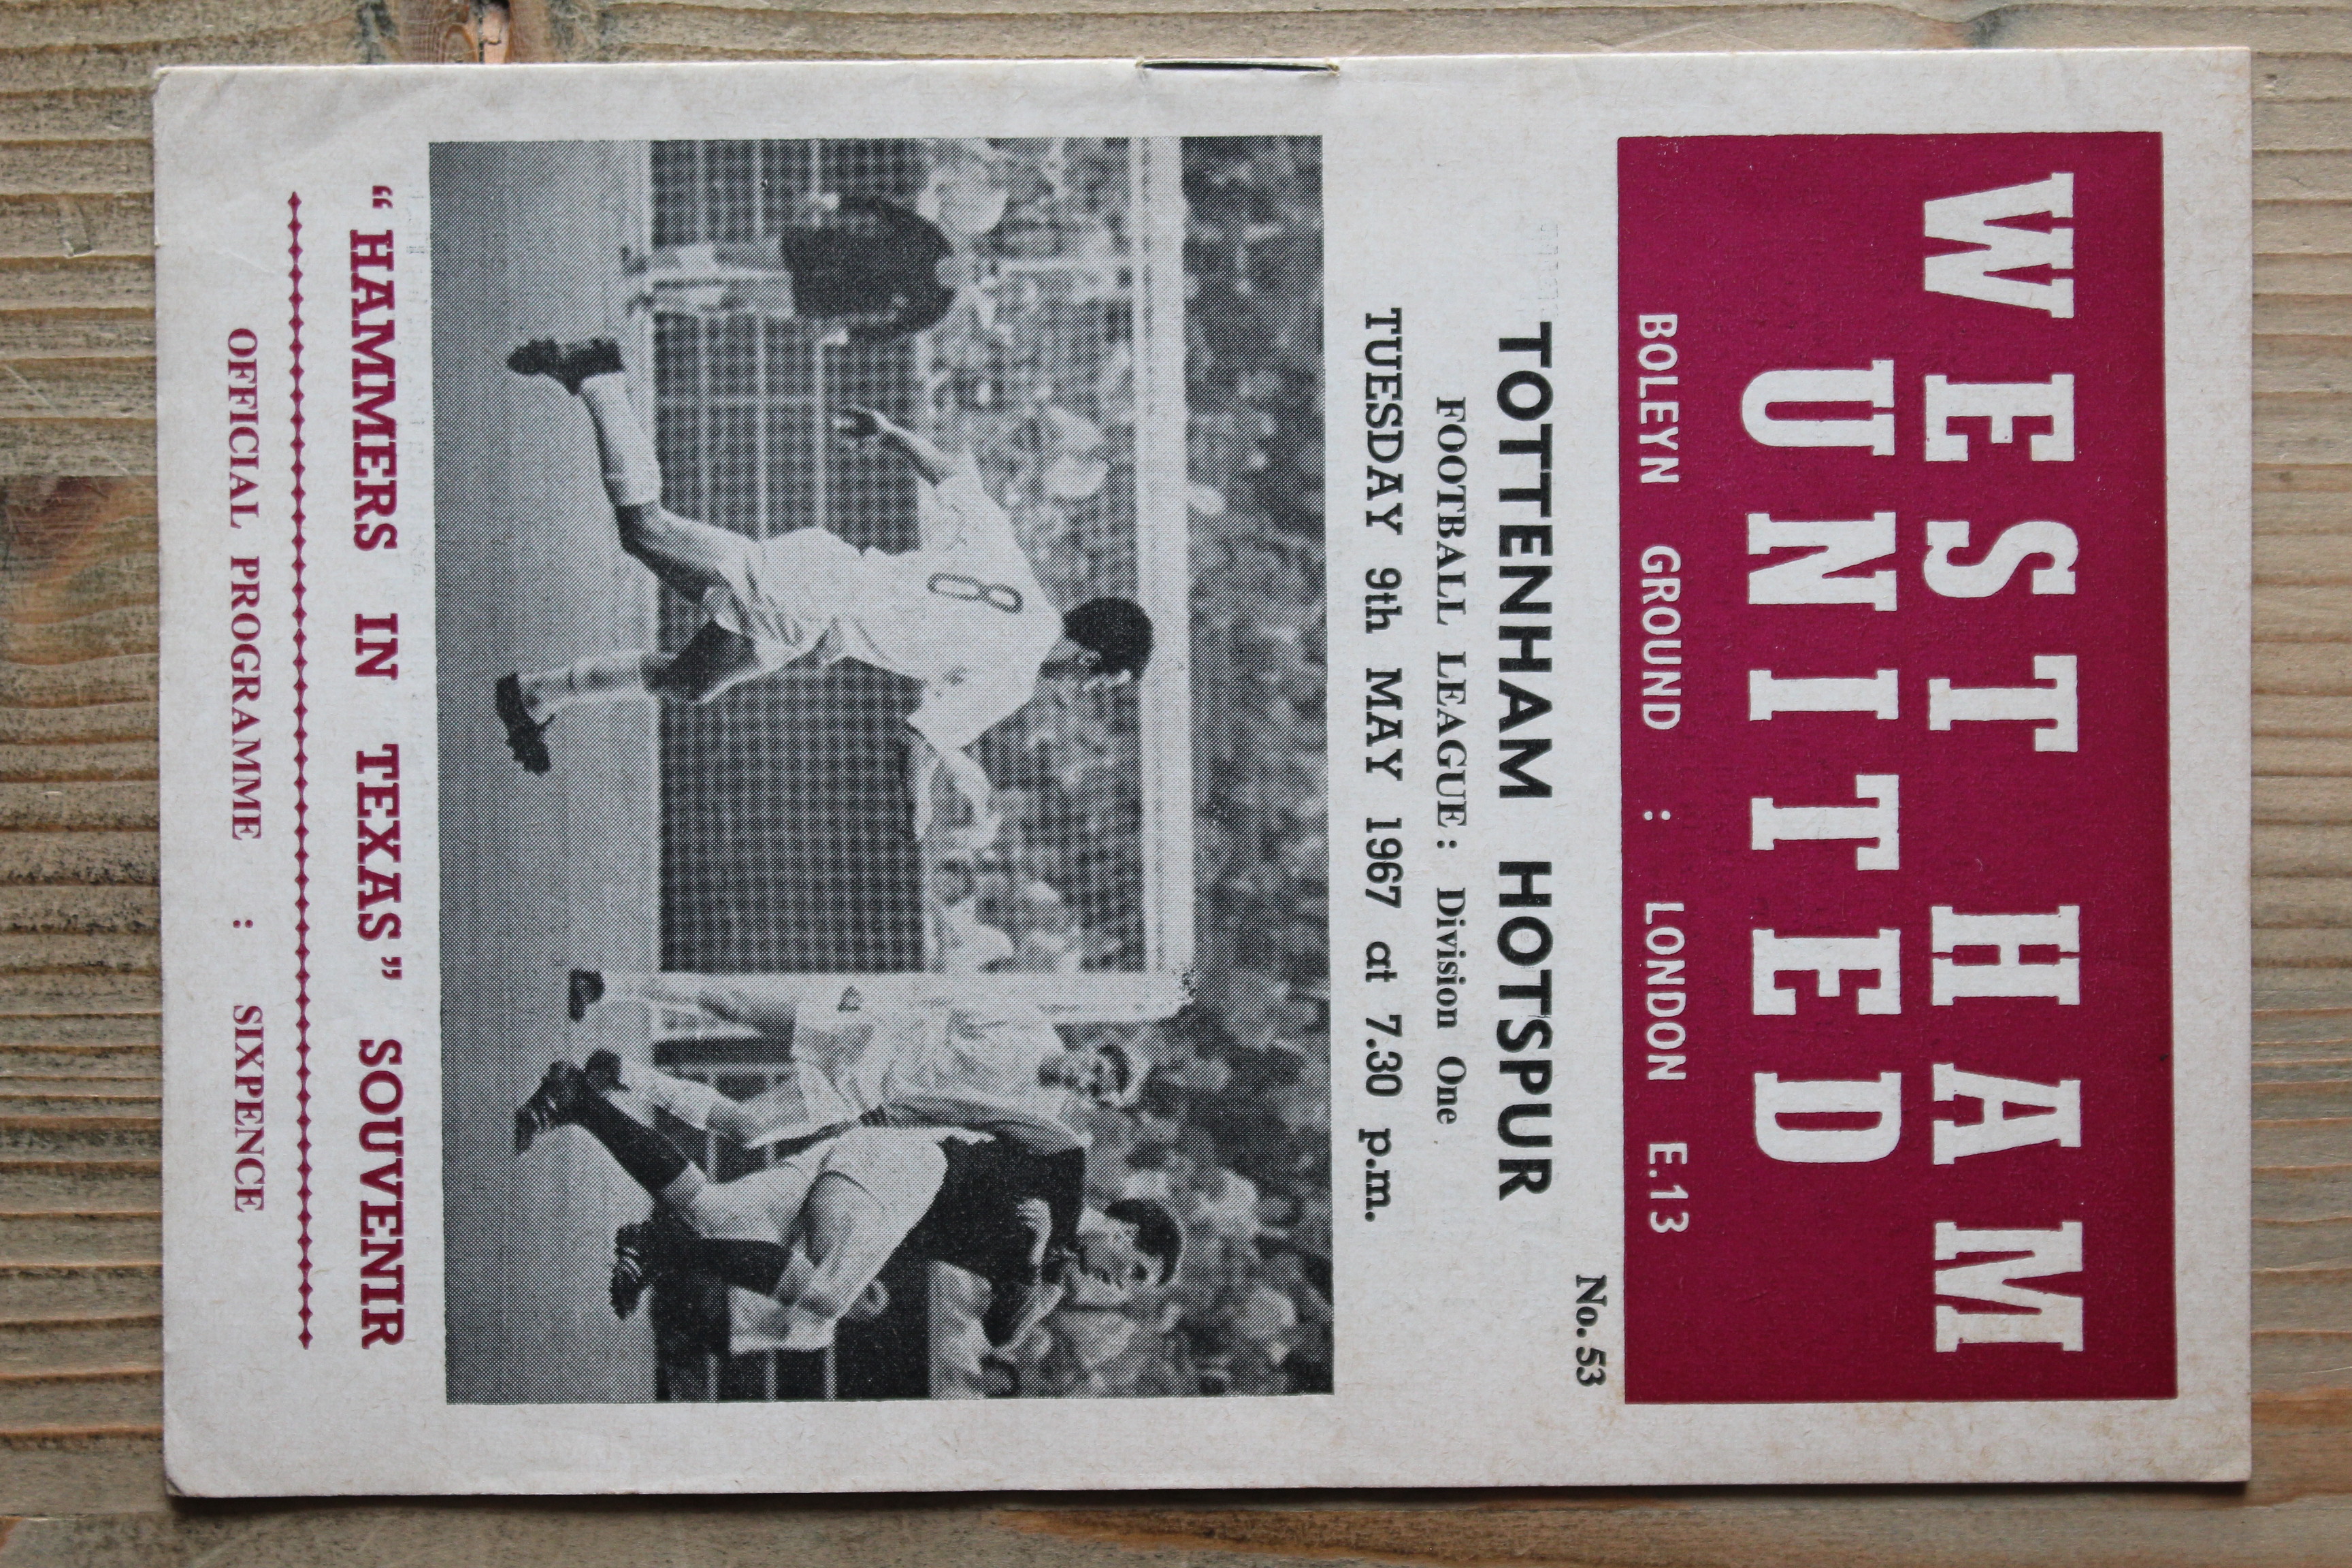 WEST HAM
UNITED
BOLEYN GROUND : LONDON E.13
No. 53
TOTTENHAM HOTSPUR
FOOTBALL LEAGUE: Division One
TUESDAY 9th MAY 1967 at 7.30 p.m.
8
“HAMMERS IN TEXAS” SOUVENIR
OFFICIAL PROGRAMME : SIXPENCE